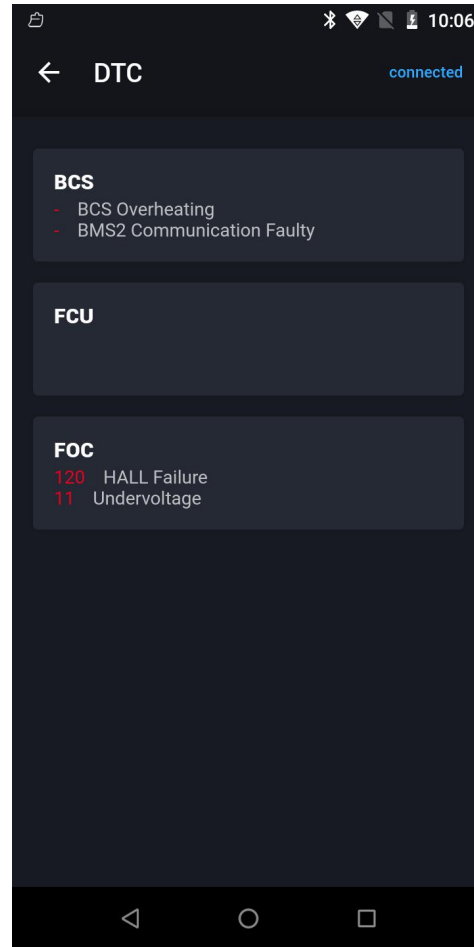 10:06
DTC
connected
BCS
- BCS Overheating
- BMS2 Communication Faulty
FCU
FOC
120 HALL Failure
11 Undervoltage